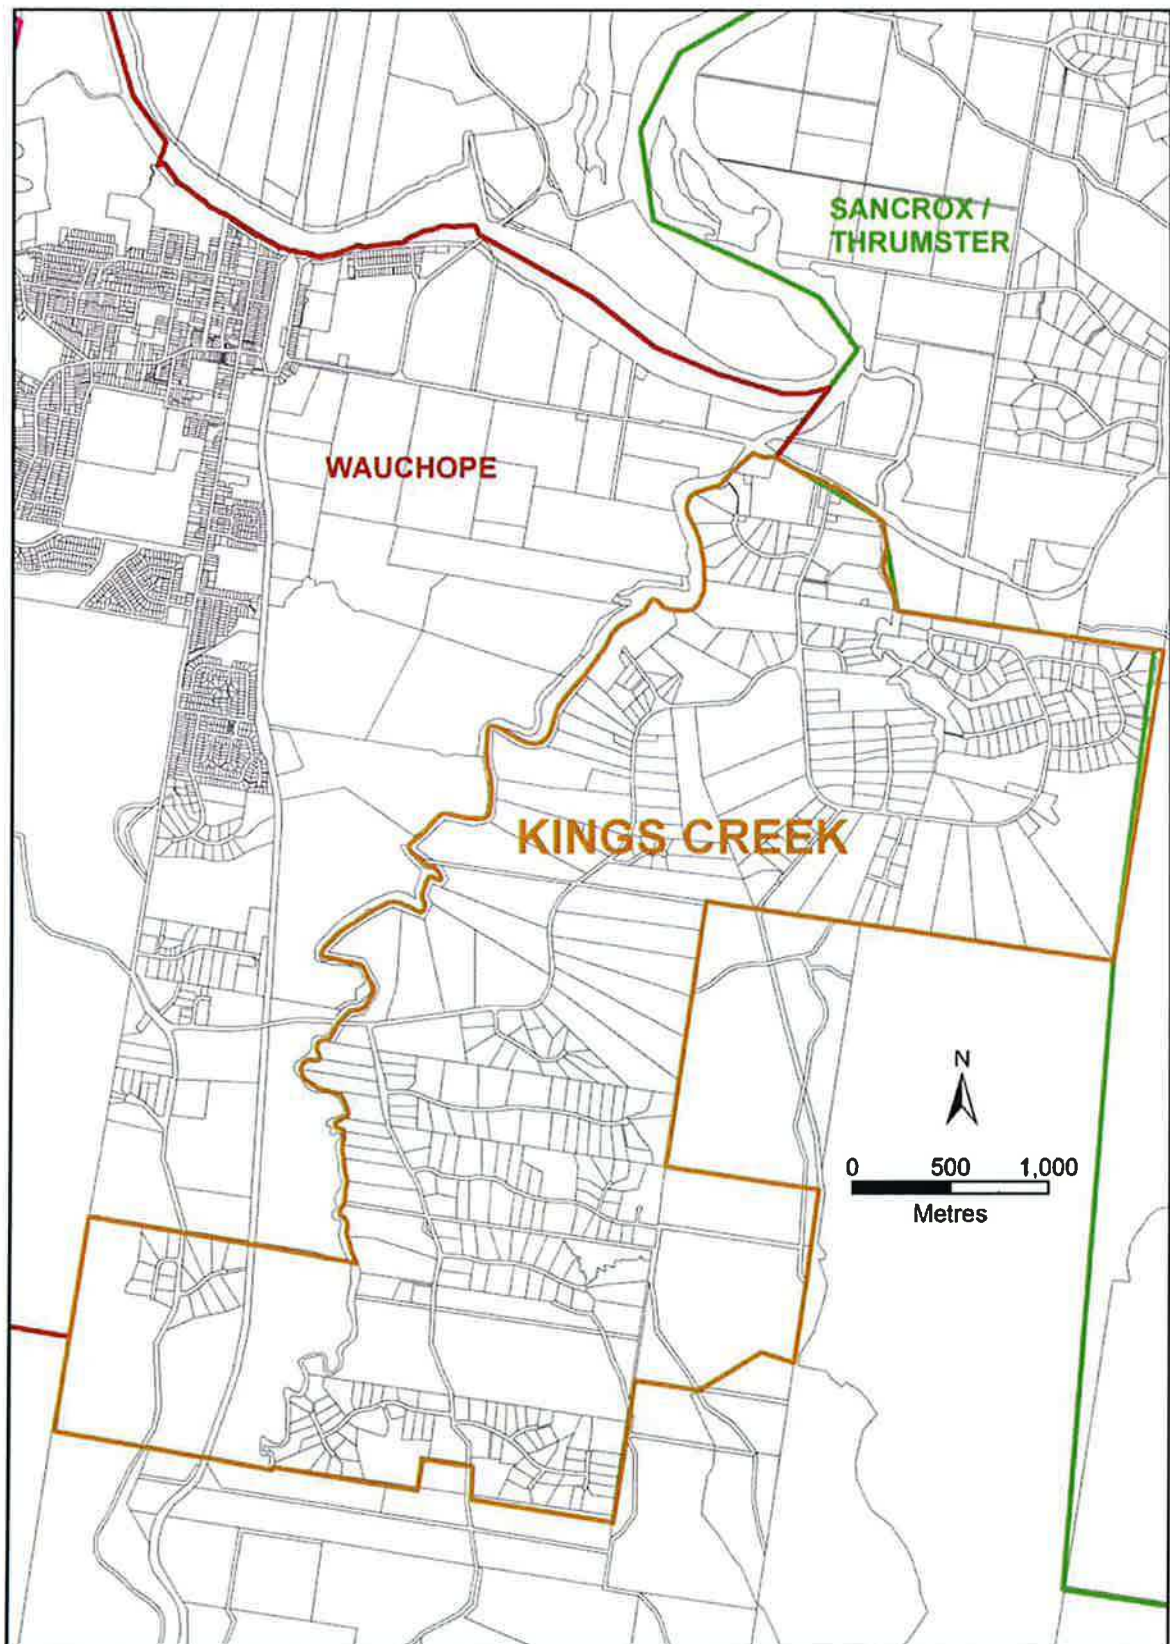 SANCROX /
THRUMSTER
WAUCHOPE
KINGS CREEK
N
0 500 1,000
Metres